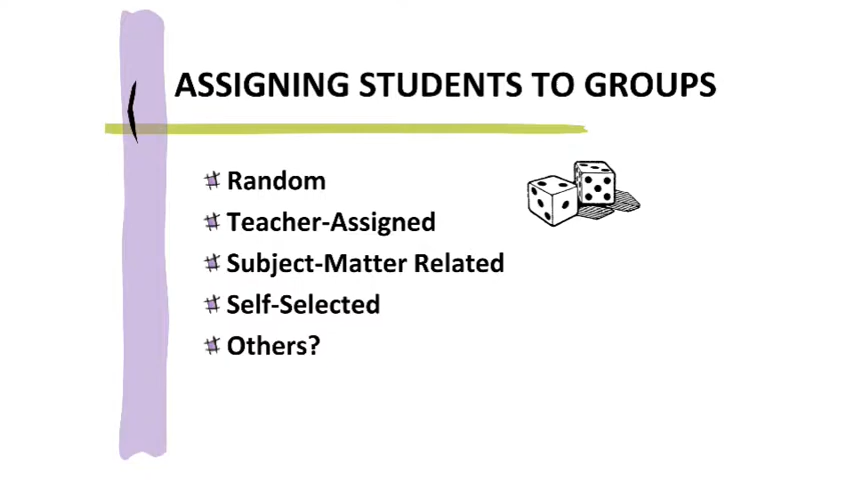 ASSIGNING STUDENTS TO GROUPS
Random
Teacher-Assigned
Subject-Matter Related
Self-Selected
Others?